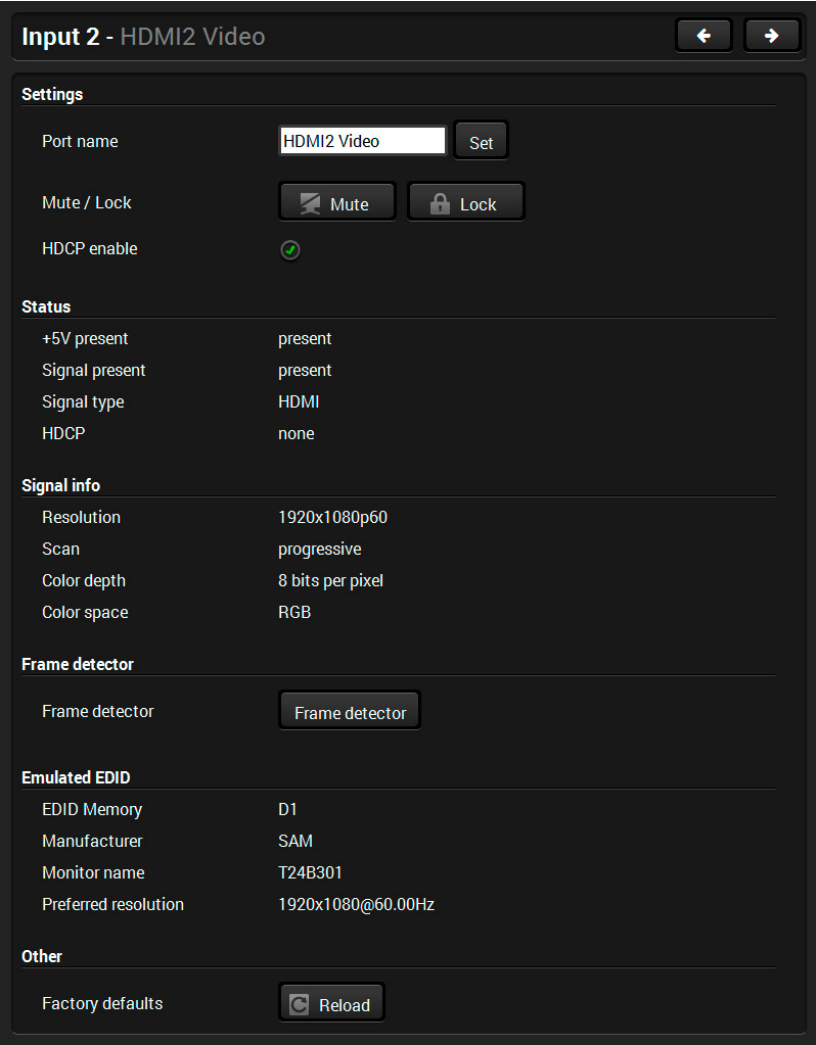 Input 2 - HDMI2 Video
Settings
Port name HDMI2 Video Set
Mute / Lock Mute Lock
HDCP enable
Status
+5V present present
Signal present present
Signal type HDMI
HDCP none
Signal info
Resolution 1920x1080p60
Scan progressive
Color depth 8 bits per pixel
Color space RGB
Frame detector
Frame detector Frame detector
Emulated EDID
EDID Memory D1
Manufacturer SAM
Monitor name T24B301
Preferred resolution 1920x1080@60.00Hz
Other
Factory defaults Reload